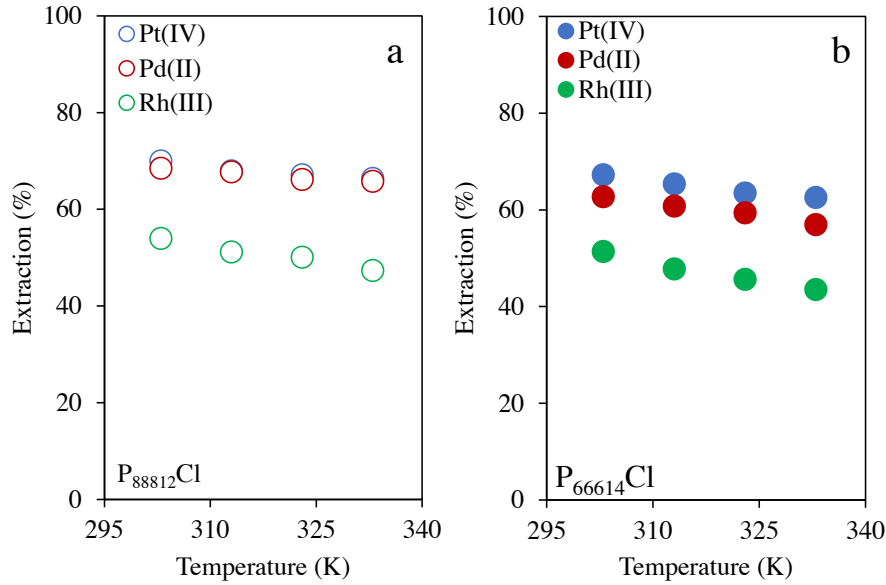 a
Pt(IV)
Pd(II)
Rh(III)
100
80
60
40
20
0
Extraction (%)
P₈₈₈₁₂Cl
295
310
325
340
Temperature (K)
b
Pt(IV)
Pd(II)
Rh(III)
100
80
60
40
20
0
Extraction (%)
P₆₆₆₁₄Cl
295
310
325
340
Temperature (K)